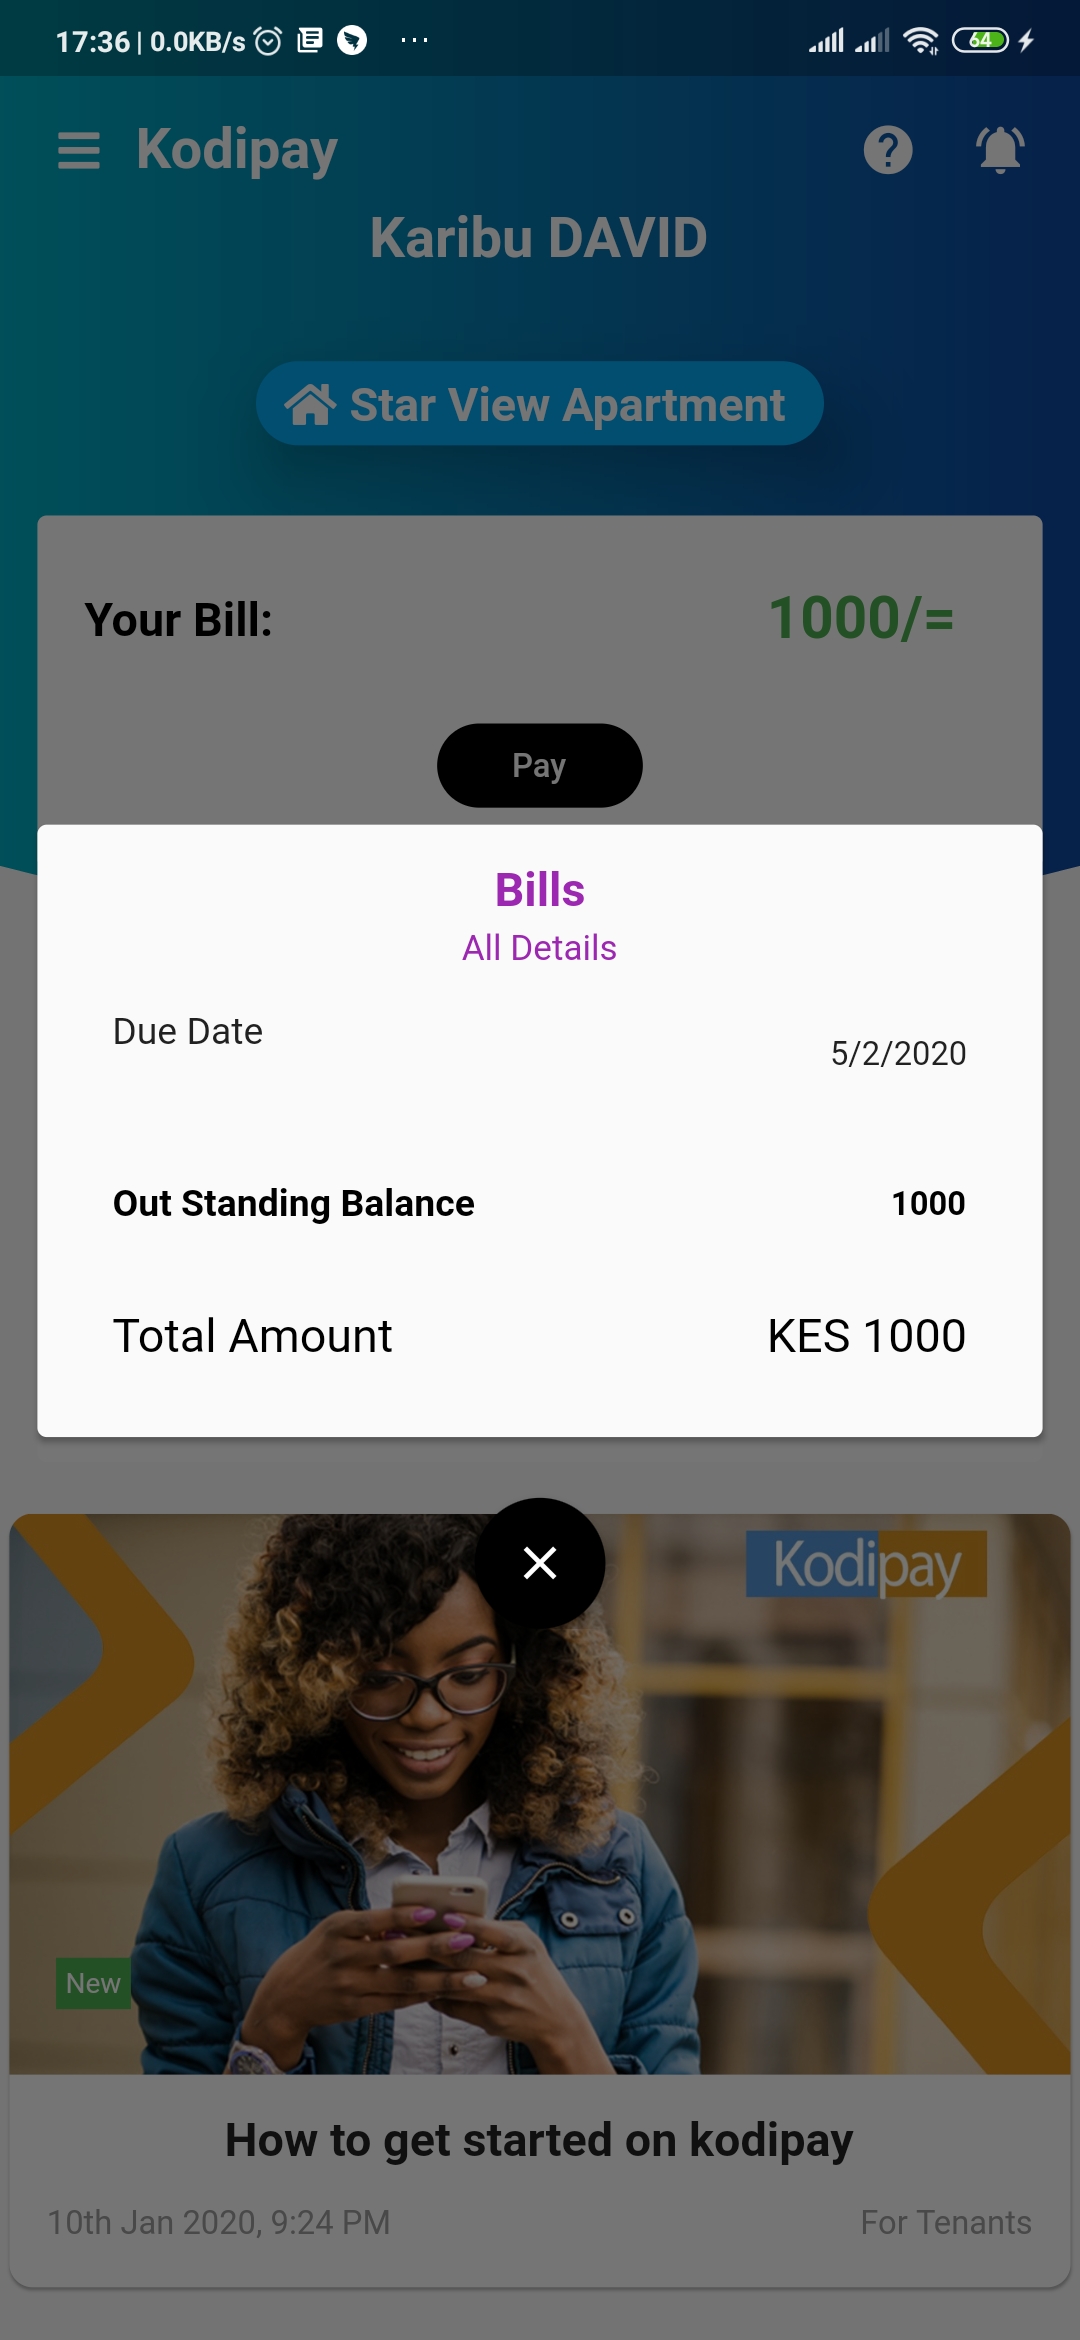 17:36 | 0.0KB/s ... 64
Kodipay
Karibu DAVID
Star View Apartment
Your Bill: 1000/=
Pay
Bills
All Details
Due Date 5/2/2020
Out Standing Balance 1000
Total Amount KES 1000
Kodipay
New
How to get started on kodipay
10th Jan 2020, 9:24 PM For Tenants